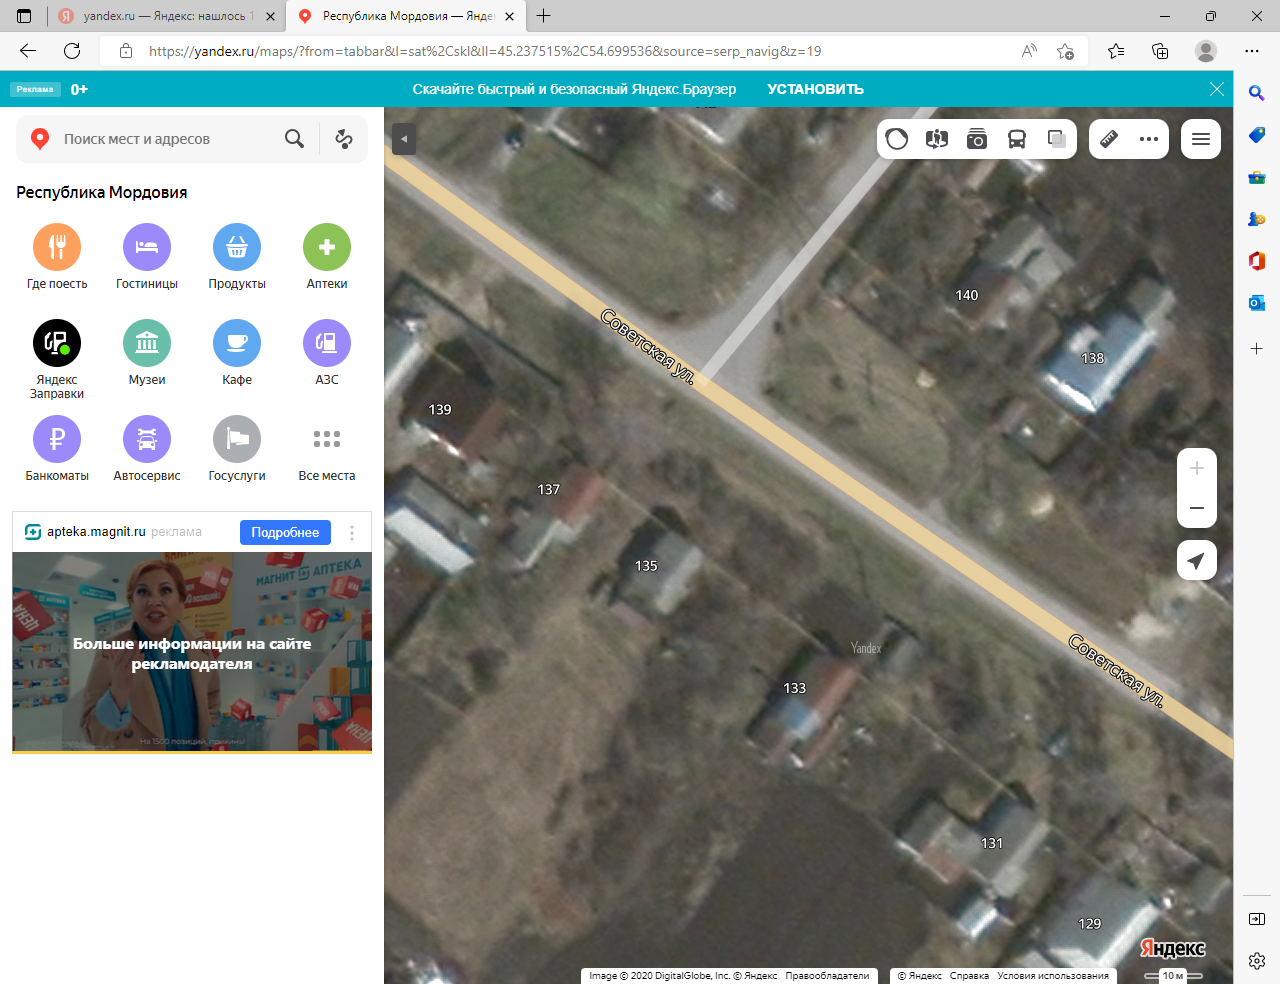 yandex.ru — Яндекс: нашлось 1
Республика Мордовия — Янде
https://yandex.ru/maps/?from=tabbar&l=sat%2Cskl&ll=45.237515%2C54.699536&source=serp_navig&z=19
Реклама
0+
Скачайте быстрый и безопасный Яндекс.Браузер
УСТАНОВИТЬ
Поиск мест и адресов
Республика Мордовия
Где поесть
Гостиницы
Продукты
Аптеки
Яндекс
Заправки
Музеи
Кафе
АЗС
Банкоматы
Автосервис
Госуслуги
Все места
apteka.magnit.ru реклама
Подробнее
МАГНИТ АПТЕКА
ЦЕНА
Больше информации на сайте
рекламодателя
Советская ул.
140
138
139
137
135
Yandex
133
Советская ул.
131
129
Яндекс
Image © 2020 DigitalGlobe, Inc. © Яндекс Правообладатели
© Яндекс Справка Условия использования
10 м